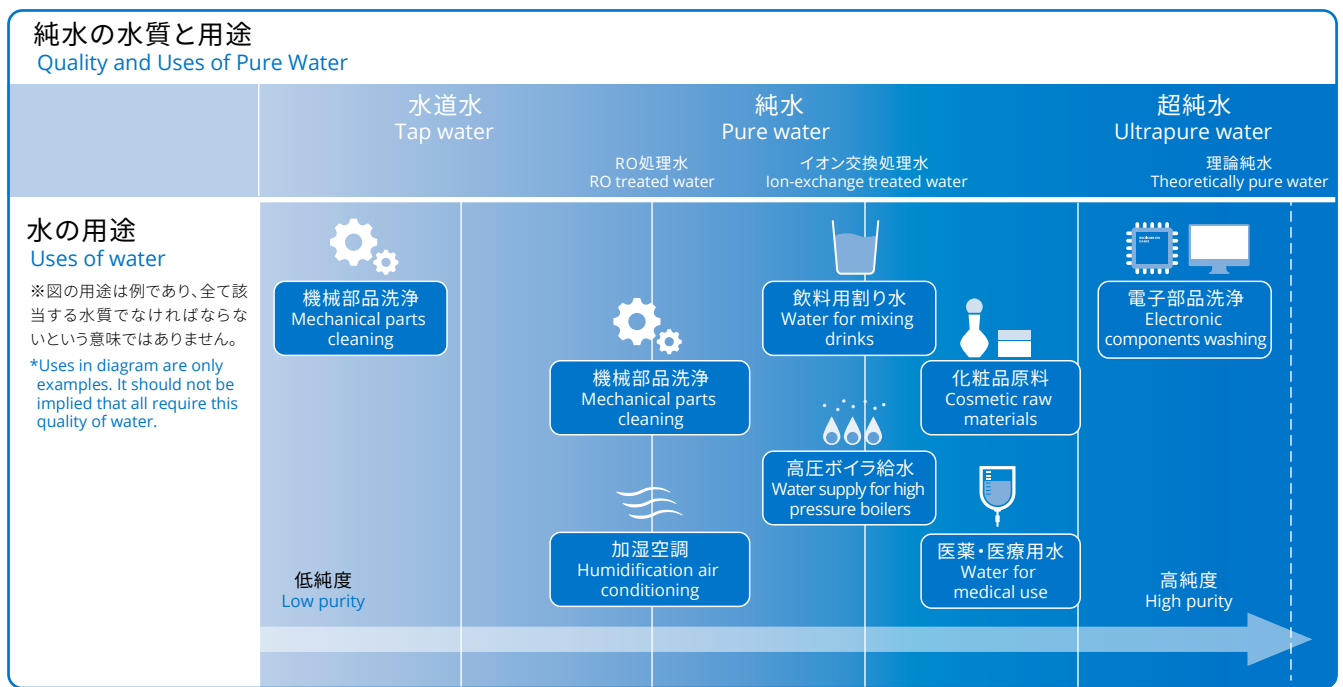 純水の水質と用途
Quality and Uses of Pure Water
水道水
Tap water
純水
Pure water
超純水
Ultrapure water
RO処理水
RO treated water
イオン交換処理水
Ion-exchange treated water
理論純水
Theoretically pure water
水の用途
Uses of water
※図の用途は例であり、全て該
当する水質でなければならな
いという意味ではありません。
*Uses in diagram are only
examples. It should not be
implied that all require this
quality of water.
機械部品洗浄
Mechanical parts
cleaning
機械部品洗浄
Mechanical parts
cleaning
加湿空調
Humidification air
conditioning
飲料用割り水
Water for mixing
drinks
高圧ボイラ給水
Water supply for high
pressure boilers
化粧品原料
Cosmetic raw
materials
医薬・医療用水
Water for
medical use
電子部品洗浄
Electronic
components washing
低純度
Low purity
高純度
High purity